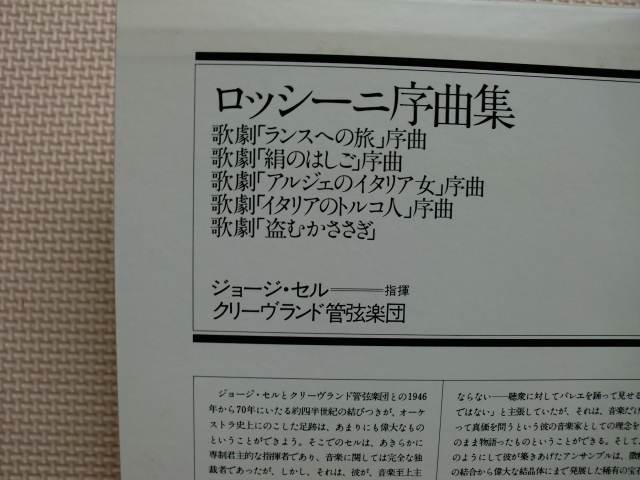 ロッシーニ序曲集
歌劇「ランスへの旅」序曲
歌劇「絹のはしご」序曲
歌劇「アルジェのイタリア女」序曲
歌劇「イタリアのトルコ人」序曲
歌劇「盗むかささぎ」
ジョージ・セル───指揮
クリーヴランド管弦楽団
ジョージ・セルとクリーヴランド管弦楽団との1946
年から70年にいたる約四半世紀の結びつきが、オーケ
ストラ史上にのこした足跡は、あまりにも偉大なもの
ということができよう。そこでのセルは、あきらかに
専制君主的な指揮者であり、音楽に関しては完全な独
裁者であったが、しかし、それは、彼が、音楽至上主
ならない──聴衆に対してバレエを踊って見せる
ではない」と主張していたが、それは、音楽だけ
って真価を問うという彼の音楽家としての理念を
のまま物語ったものということができる。そして、
のようにして彼が築きあげたアンサンブルは、微
の結合から偉大な結晶体にまで発展した稀有の宝